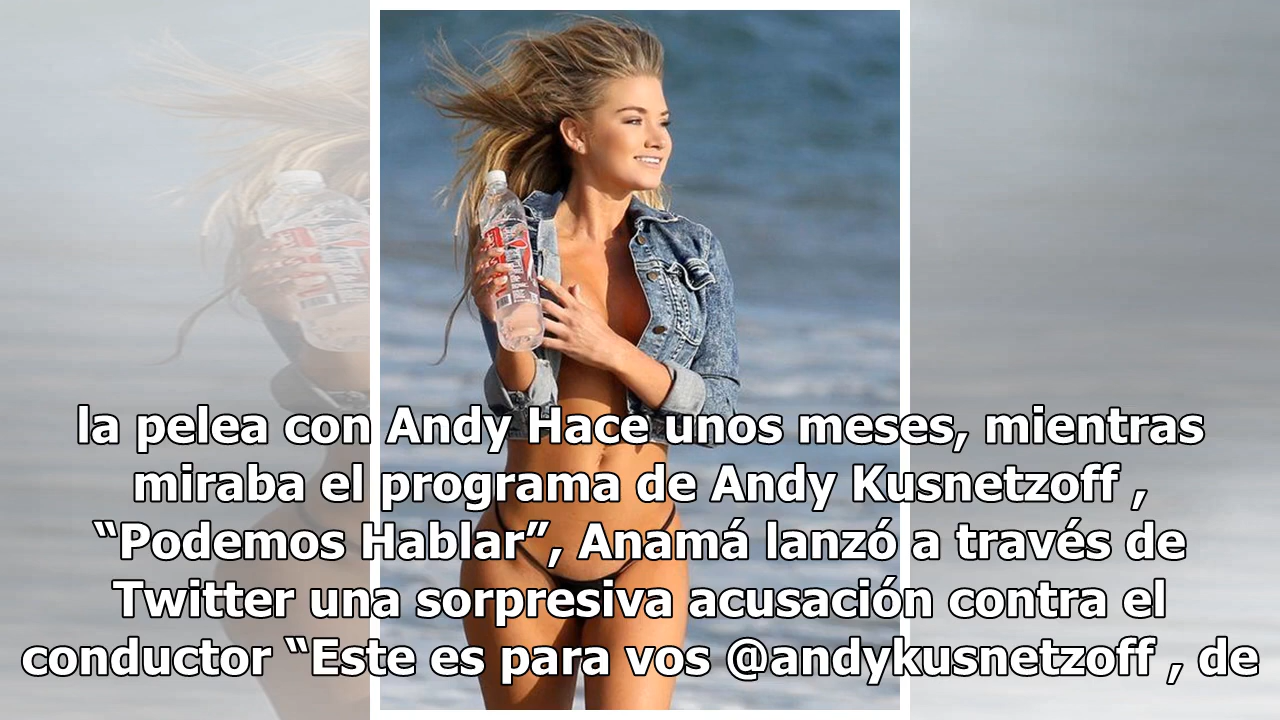 la pelea con Andy Hace unos meses, mientras
miraba el programa de Andy Kusnetzoff ,
“Podemos Hablar”, Anamá lanzó a través de
Twitter una sorpresiva acusación contra el
conductor “Este es para vos @andykusnetzoff , de